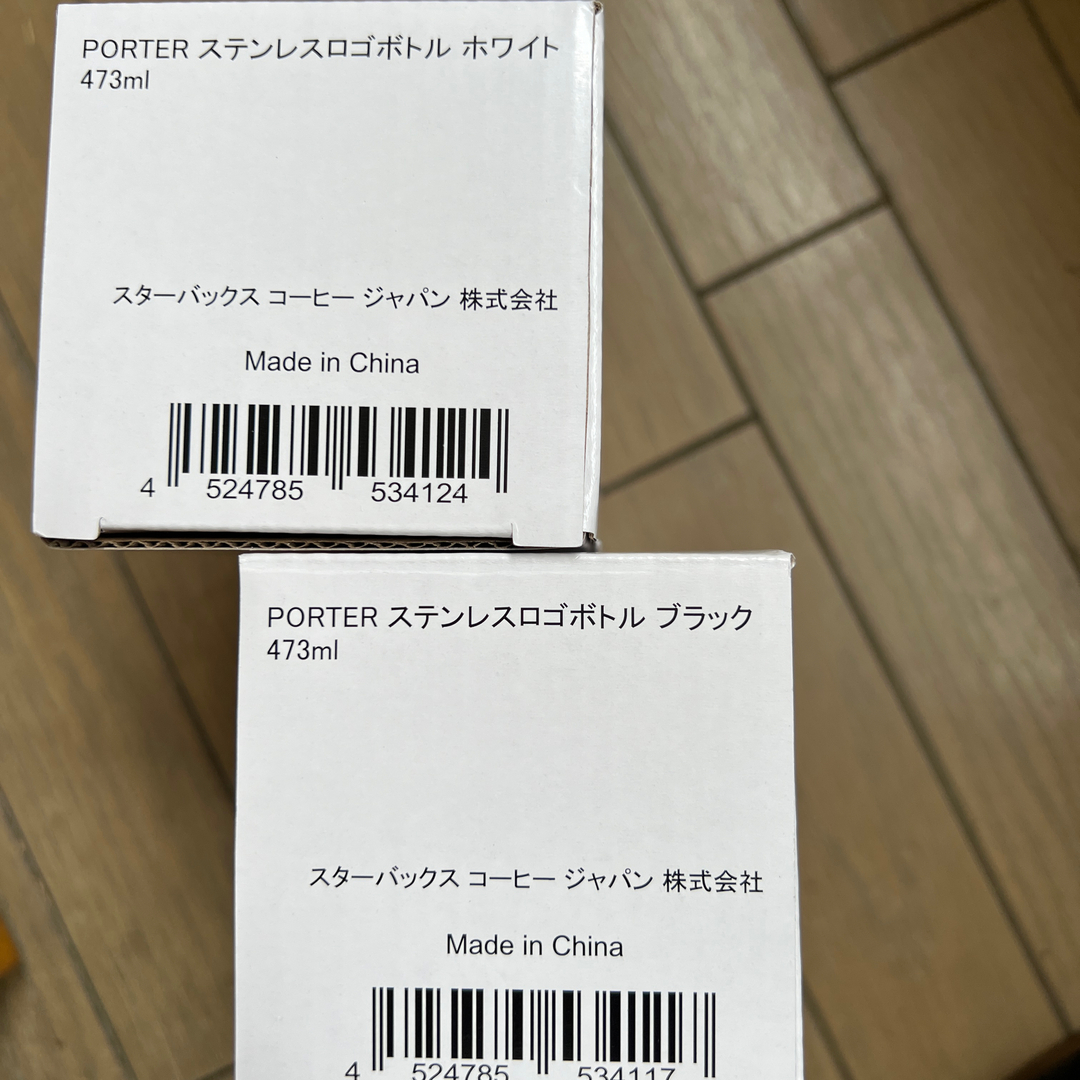 PORTER ステンレスロゴボトル ホワイト
473ml
スターバックス コーヒー ジャパン 株式会社
Made in China
4 524785 534124
PORTER ステンレスロゴボトル ブラック
473ml
スターバックス コーヒー ジャパン 株式会社
Made in China
4 524785 534117